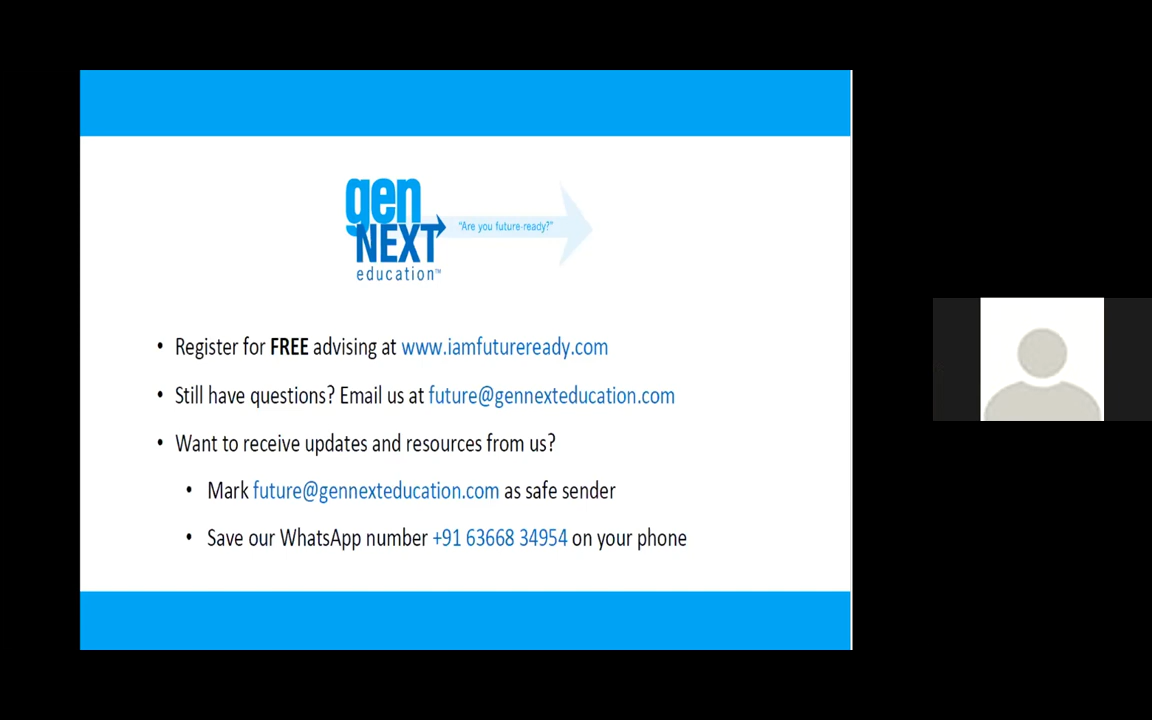 gen
NEXT
education™
"Are you future-ready?"
• Register for FREE advising at www.iamfutureready.com
• Still have questions? Email us at future@gennexteducation.com
• Want to receive updates and resources from us?
• Mark future@gennexteducation.com as safe sender
• Save our WhatsApp number +91 63668 34954 on your phone